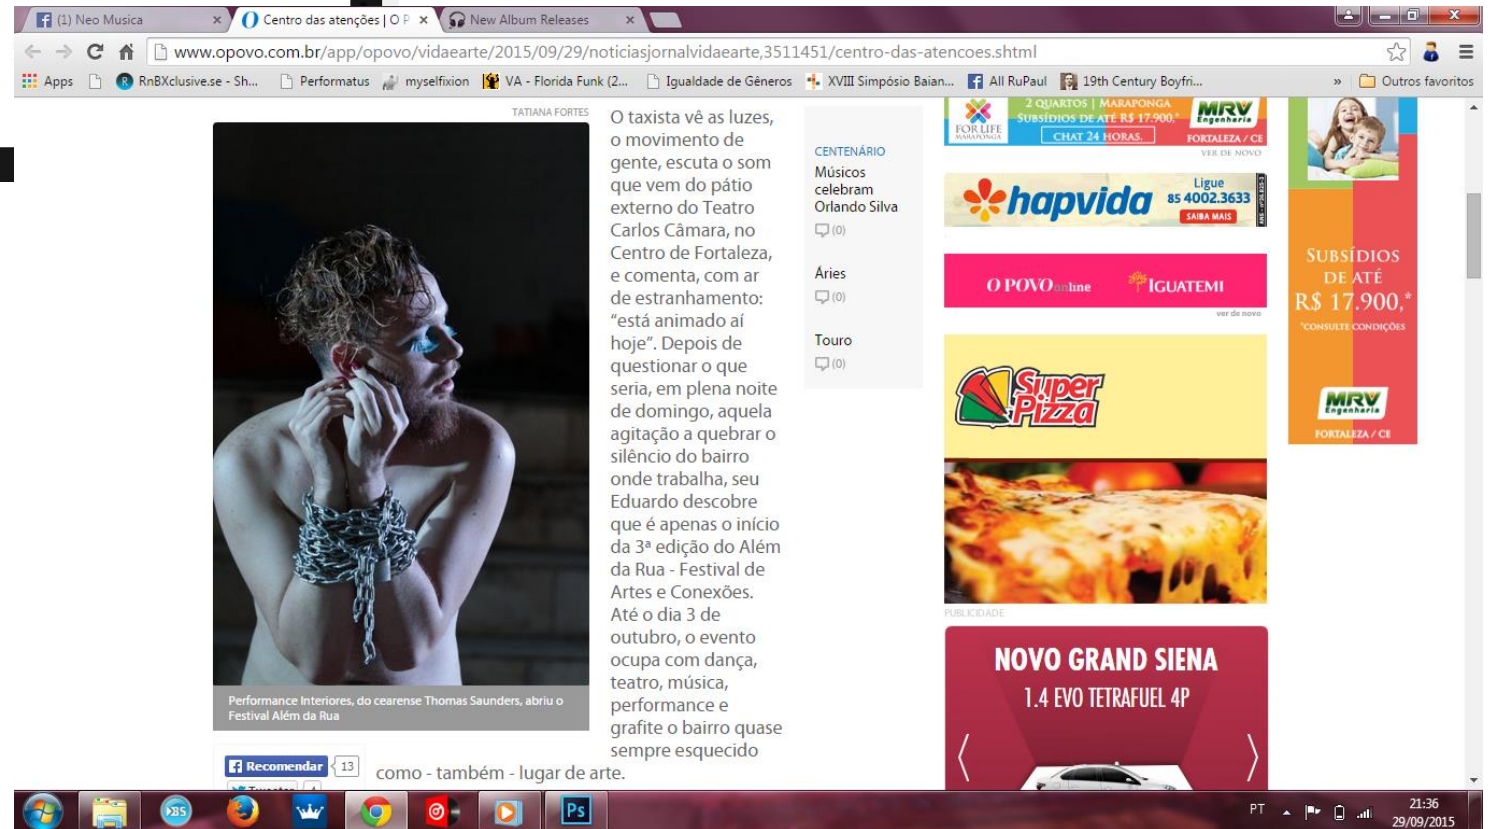 (1) Neo Musica
Centro das atenções | O P
New Album Releases
www.opovo.com.br/app/opovo/vidaearte/2015/09/29/noticiasjornalvidaearte,3511451/centro-das-atencoes.shtml
Apps
RnBXclusive.se - Sh...
Performatus
myselfixion
VA - Florida Funk (2...
Igualdade de Gêneros
XVIII Simpósio Baian...
All RuPaul
19th Century Boyfri...
»
Outros favoritos
TATIANA FORTES
Performance Interiores, do cearense Thomas Saunders, abriu o
Festival Além da Rua
Recomendar 13
O taxista vê as luzes,
o movimento de
gente, escuta o som
que vem do pátio
externo do Teatro
Carlos Câmara, no
Centro de Fortaleza,
e comenta, com ar
de estranhamento:
“está animado aí
hoje”. Depois de
questionar o que
seria, em plena noite
de domingo, aquela
agitação a quebrar o
silêncio do bairro
onde trabalha, seu
Eduardo descobre
que é apenas o início
da 3ª edição do Além
da Rua - Festival de
Artes e Conexões.
Até o dia 3 de
outubro, o evento
ocupa com dança,
teatro, música,
performance e
grafite o bairro quase
sempre esquecido
como - também - lugar de arte.
CENTENÁRIO
Músicos
celebram
Orlando Silva
(0)
Áries
(0)
Touro
(0)
FOR LIFE
MARAPONGA
2 QUARTOS | MARAPONGA
SUBSÍDIOS DE ATÉ R$ 17.900,*
CHAT 24 HORAS.
MRV
Engenharia
FORTALEZA / CE
VER DE NOVO
hapvida
Ligue
85 4002.3633
SAIBA MAIS
O POVO online
IGUATEMI
ver de novo
Super
Pizza
PUBLICIDADE
NOVO GRAND SIENA
1.4 EVO TETRAFUEL 4P
SUBSÍDIOS
DE ATÉ
R$ 17.900,*
*CONSULTE CONDIÇÕES
MRV
Engenharia
FORTALEZA / CE
BS
Ps
PT
21:36
29/09/2015